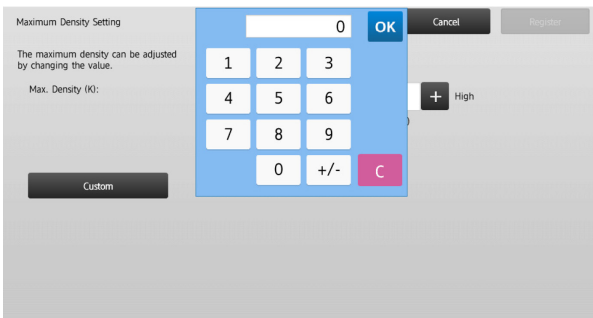 Maximum Density Setting
0
OK
Cancel
Register
The maximum density can be adjusted
by changing the value.
1 2 3
Max. Density (K):
4 5 6
+ High
)
7 8 9
0 +/- C
Custom